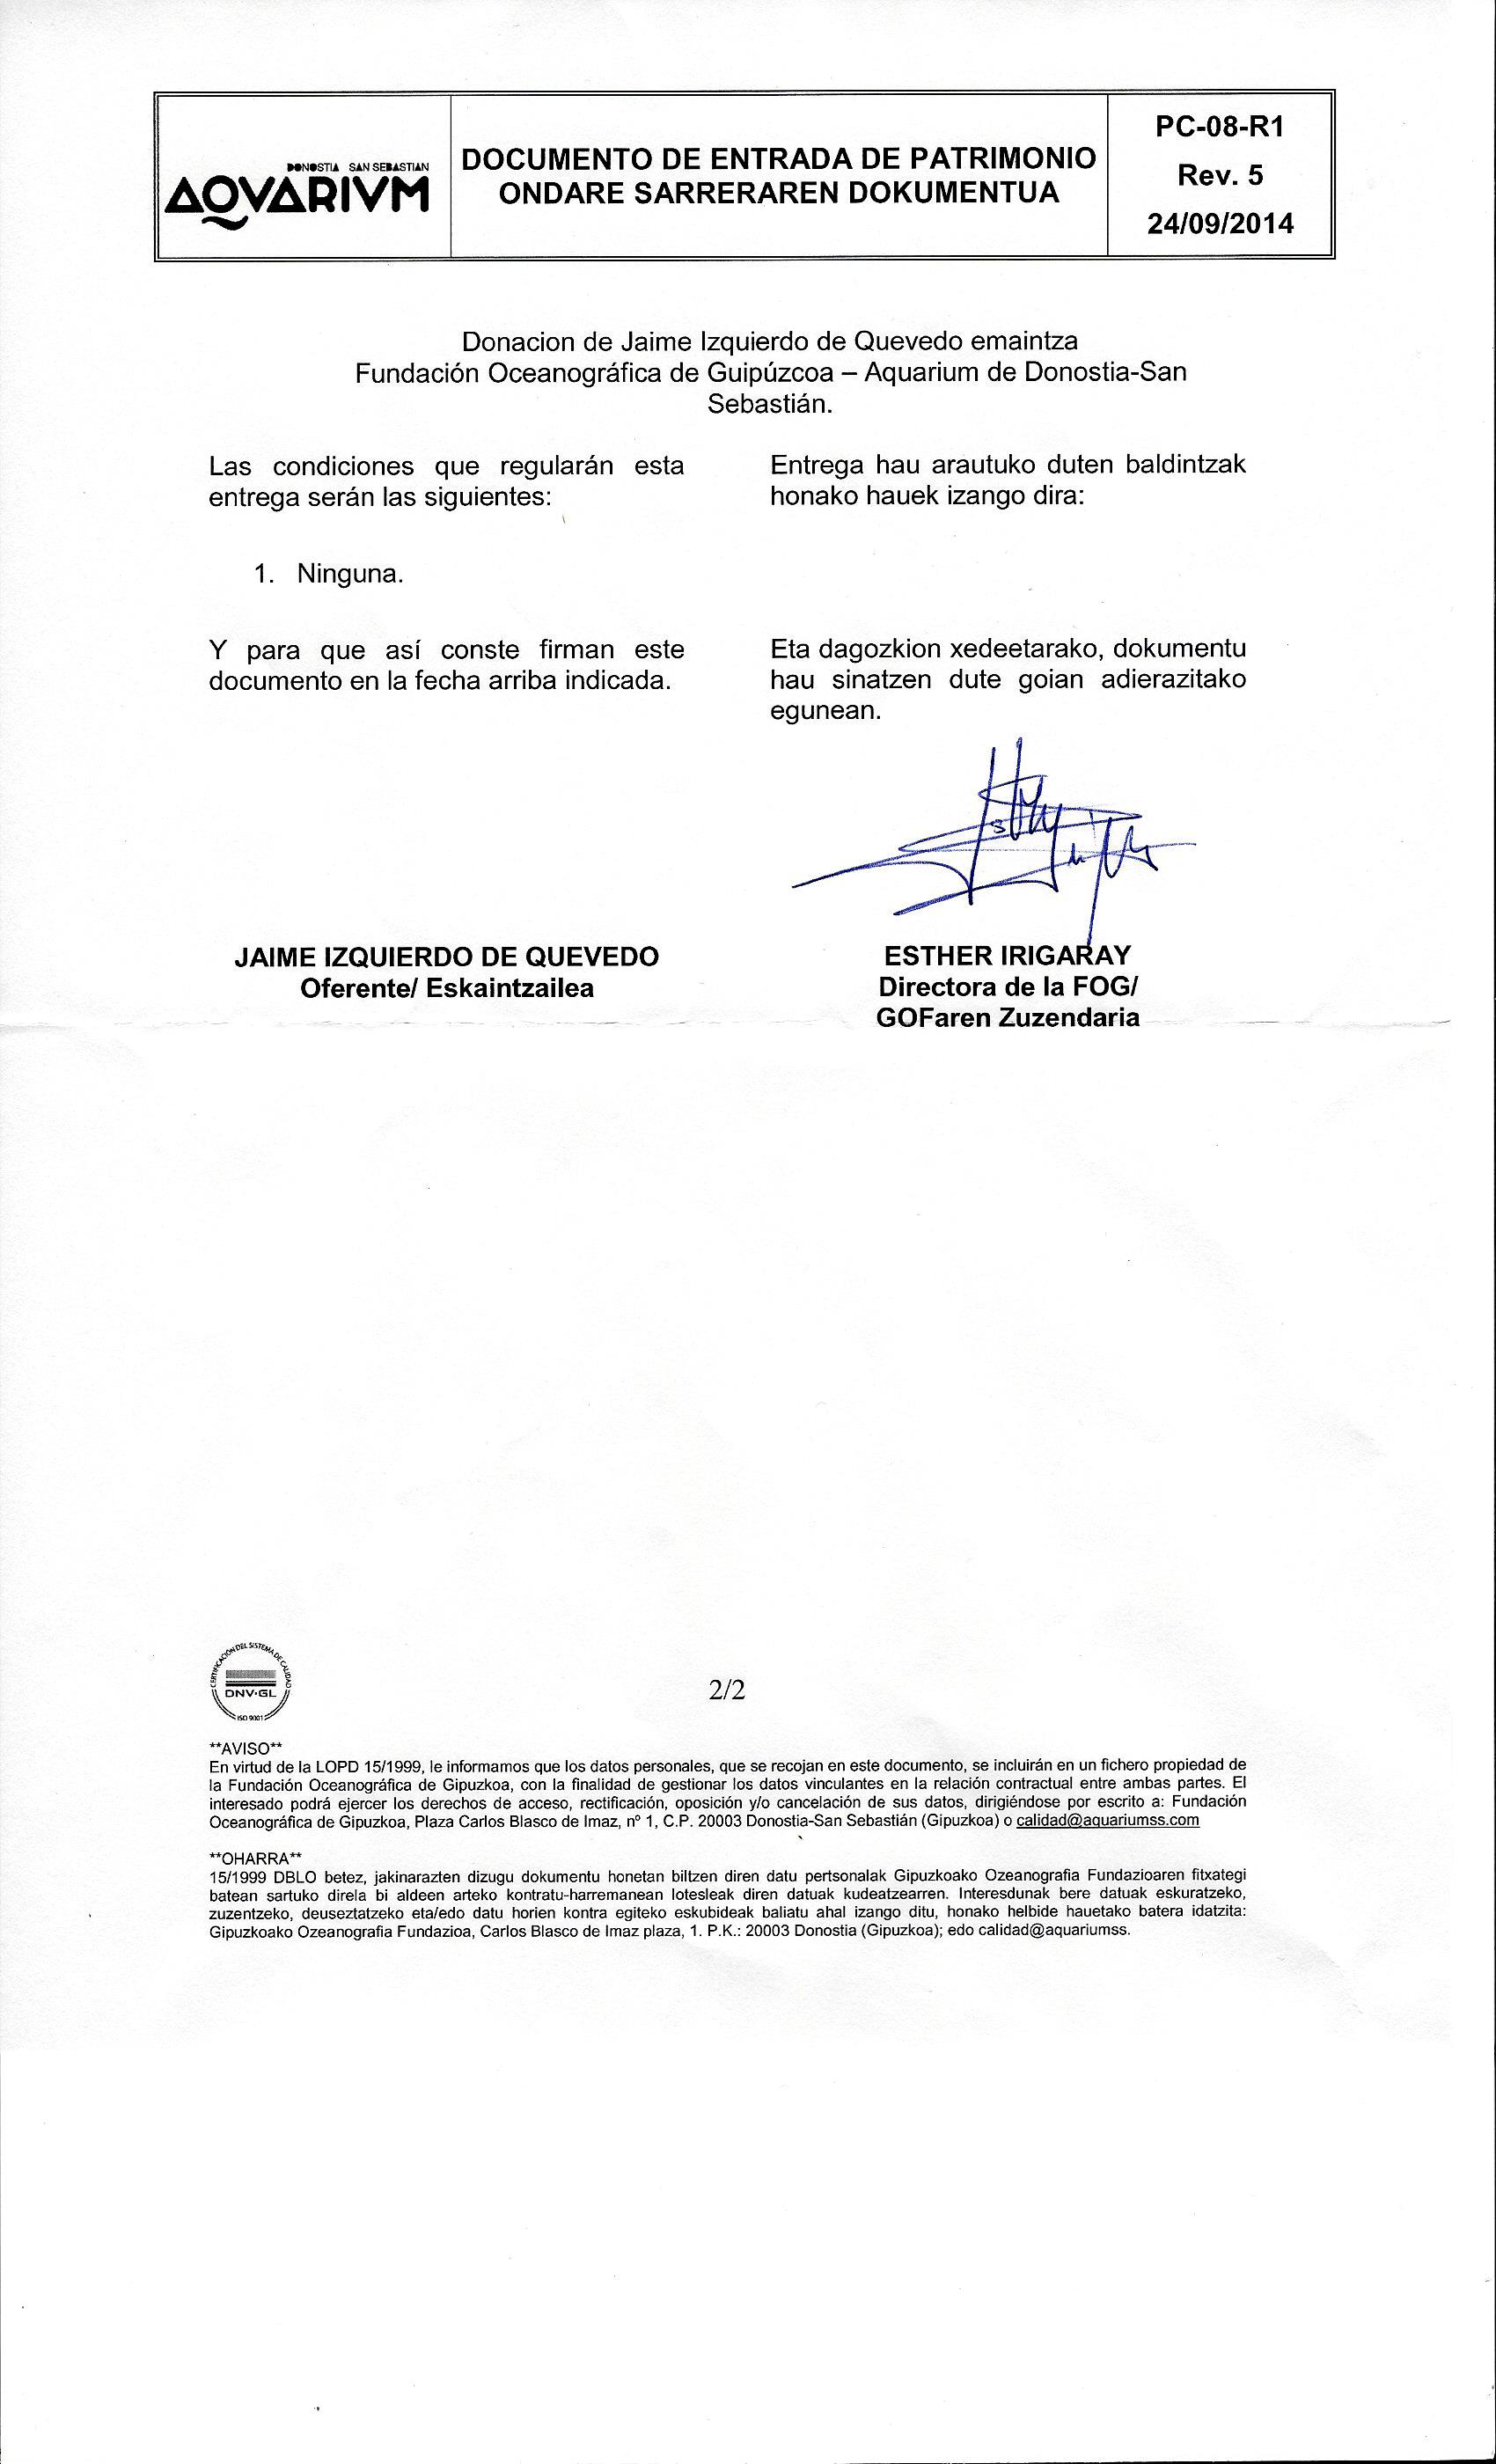 DONOSTIA SAN SEBASTIAN
AQVARIVM
DOCUMENTO DE ENTRADA DE PATRIMONIO
ONDARE SARRERAREN DOKUMENTUA
PC-08-R1
Rev. 5
24/09/2014
Donacion de Jaime Izquierdo de Quevedo emaintza
Fundación Oceanográfica de Guipúzcoa – Aquarium de Donostia-San
Sebastián.
Las condiciones que regularán esta
entrega serán las siguientes:
1. Ninguna.
Y para que así conste firman este
documento en la fecha arriba indicada.
Entrega hau arautuko duten baldintzak
honako hauek izango dira:
Eta dagozkion xedeetarako, dokumentu
hau sinatzen dute goian adierazitako
egunean.
JAIME IZQUIERDO DE QUEVEDO
Oferente/ Eskaintzailea
ESTHER IRIGARAY
Directora de la FOG/
GOFaren Zuzendaria
CERTIFICACIÓN DEL SISTEMA DE CALIDAD
DNV·GL
ISO 9001
2/2
**AVISO**
En virtud de la LOPD 15/1999, le informamos que los datos personales, que se recojan en este documento, se incluirán en un fichero propiedad de
la Fundación Oceanográfica de Gipuzkoa, con la finalidad de gestionar los datos vinculantes en la relación contractual entre ambas partes. El
interesado podrá ejercer los derechos de acceso, rectificación, oposición y/o cancelación de sus datos, dirigiéndose por escrito a: Fundación
Oceanográfica de Gipuzkoa, Plaza Carlos Blasco de Imaz, nº 1, C.P. 20003 Donostia-San Sebastián (Gipuzkoa) o calidad@aquariumss.com
**OHARRA**
15/1999 DBLO betez, jakinarazten dizugu dokumentu honetan biltzen diren datu pertsonalak Gipuzkoako Ozeanografia Fundazioaren fitxategi
batean sartuko direla bi aldeen arteko kontratu-harremanean lotesleak diren datuak kudeatzearren. Interesdunak bere datuak eskuratzeko,
zuzentzeko, deuseztatzeko eta/edo datu horien kontra egiteko eskubideak baliatu ahal izango ditu, honako helbide hauetako batera idatzita:
Gipuzkoako Ozeanografia Fundazioa, Carlos Blasco de Imaz plaza, 1. P.K.: 20003 Donostia (Gipuzkoa); edo calidad@aquariumss.